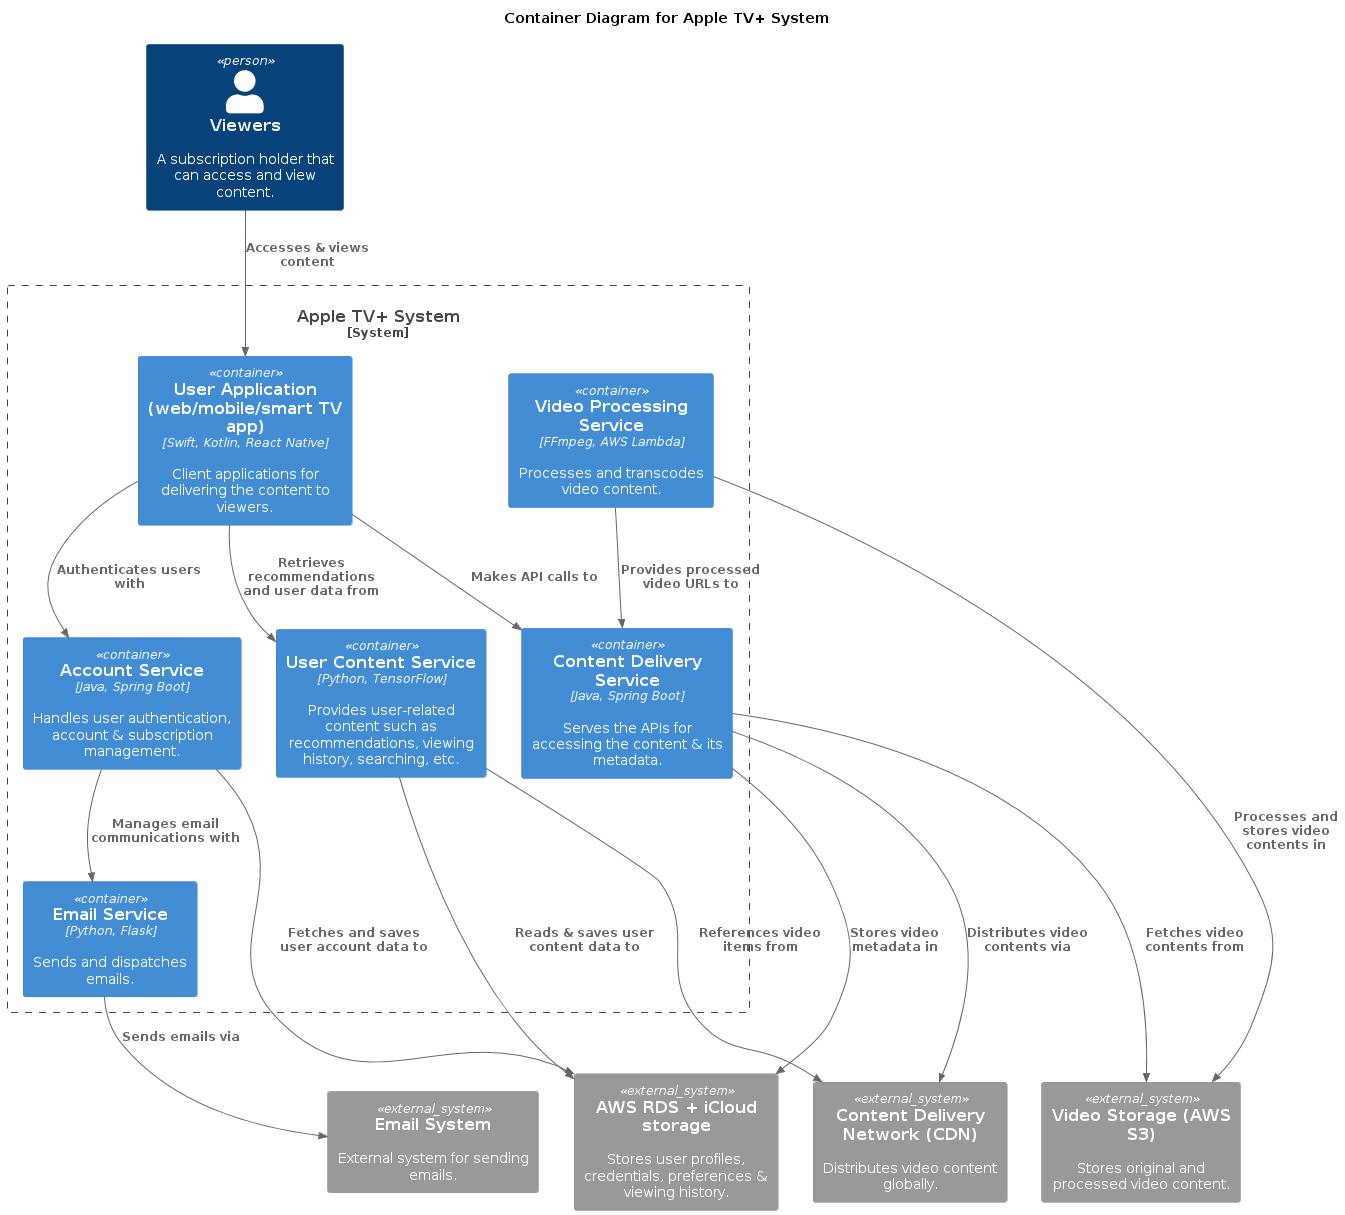 Container Diagram for Apple TV+ System
«person»
Viewers
A subscription holder that
can access and view
content.
Accesses & views
content
Apple TV+ System
[System]
«container»
User Application
(web/mobile/smart TV
app)
[Swift, Kotlin, React Native]
Client applications for
delivering the content to
viewers.
«container»
Video Processing
Service
[FFmpeg, AWS Lambda]
Processes and transcodes
video content.
Authenticates users
with
Retrieves
recommendations
and user data from
Makes API calls to
Provides processed
video URLs to
«container»
Account Service
[Java, Spring Boot]
Handles user authentication,
account & subscription
management.
«container»
User Content Service
[Python, TensorFlow]
Provides user-related
content such as
recommendations, viewing
history, searching, etc.
«container»
Content Delivery
Service
[Java, Spring Boot]
Serves the APIs for
accessing the content & its
metadata.
Manages email
communications with
Processes and
stores video
contents in
«container»
Email Service
[Python, Flask]
Sends and dispatches
emails.
Fetches and saves
user account data to
Reads & saves user
content data to
References video
items from
Stores video
metadata in
Distributes video
contents via
Fetches video
contents from
Sends emails via
«external_system»
Email System
External system for sending
emails.
«external_system»
AWS RDS + iCloud
storage
Stores user profiles,
credentials, preferences &
viewing history.
«external_system»
Content Delivery
Network (CDN)
Distributes video content
globally.
«external_system»
Video Storage (AWS
S3)
Stores original and
processed video content.